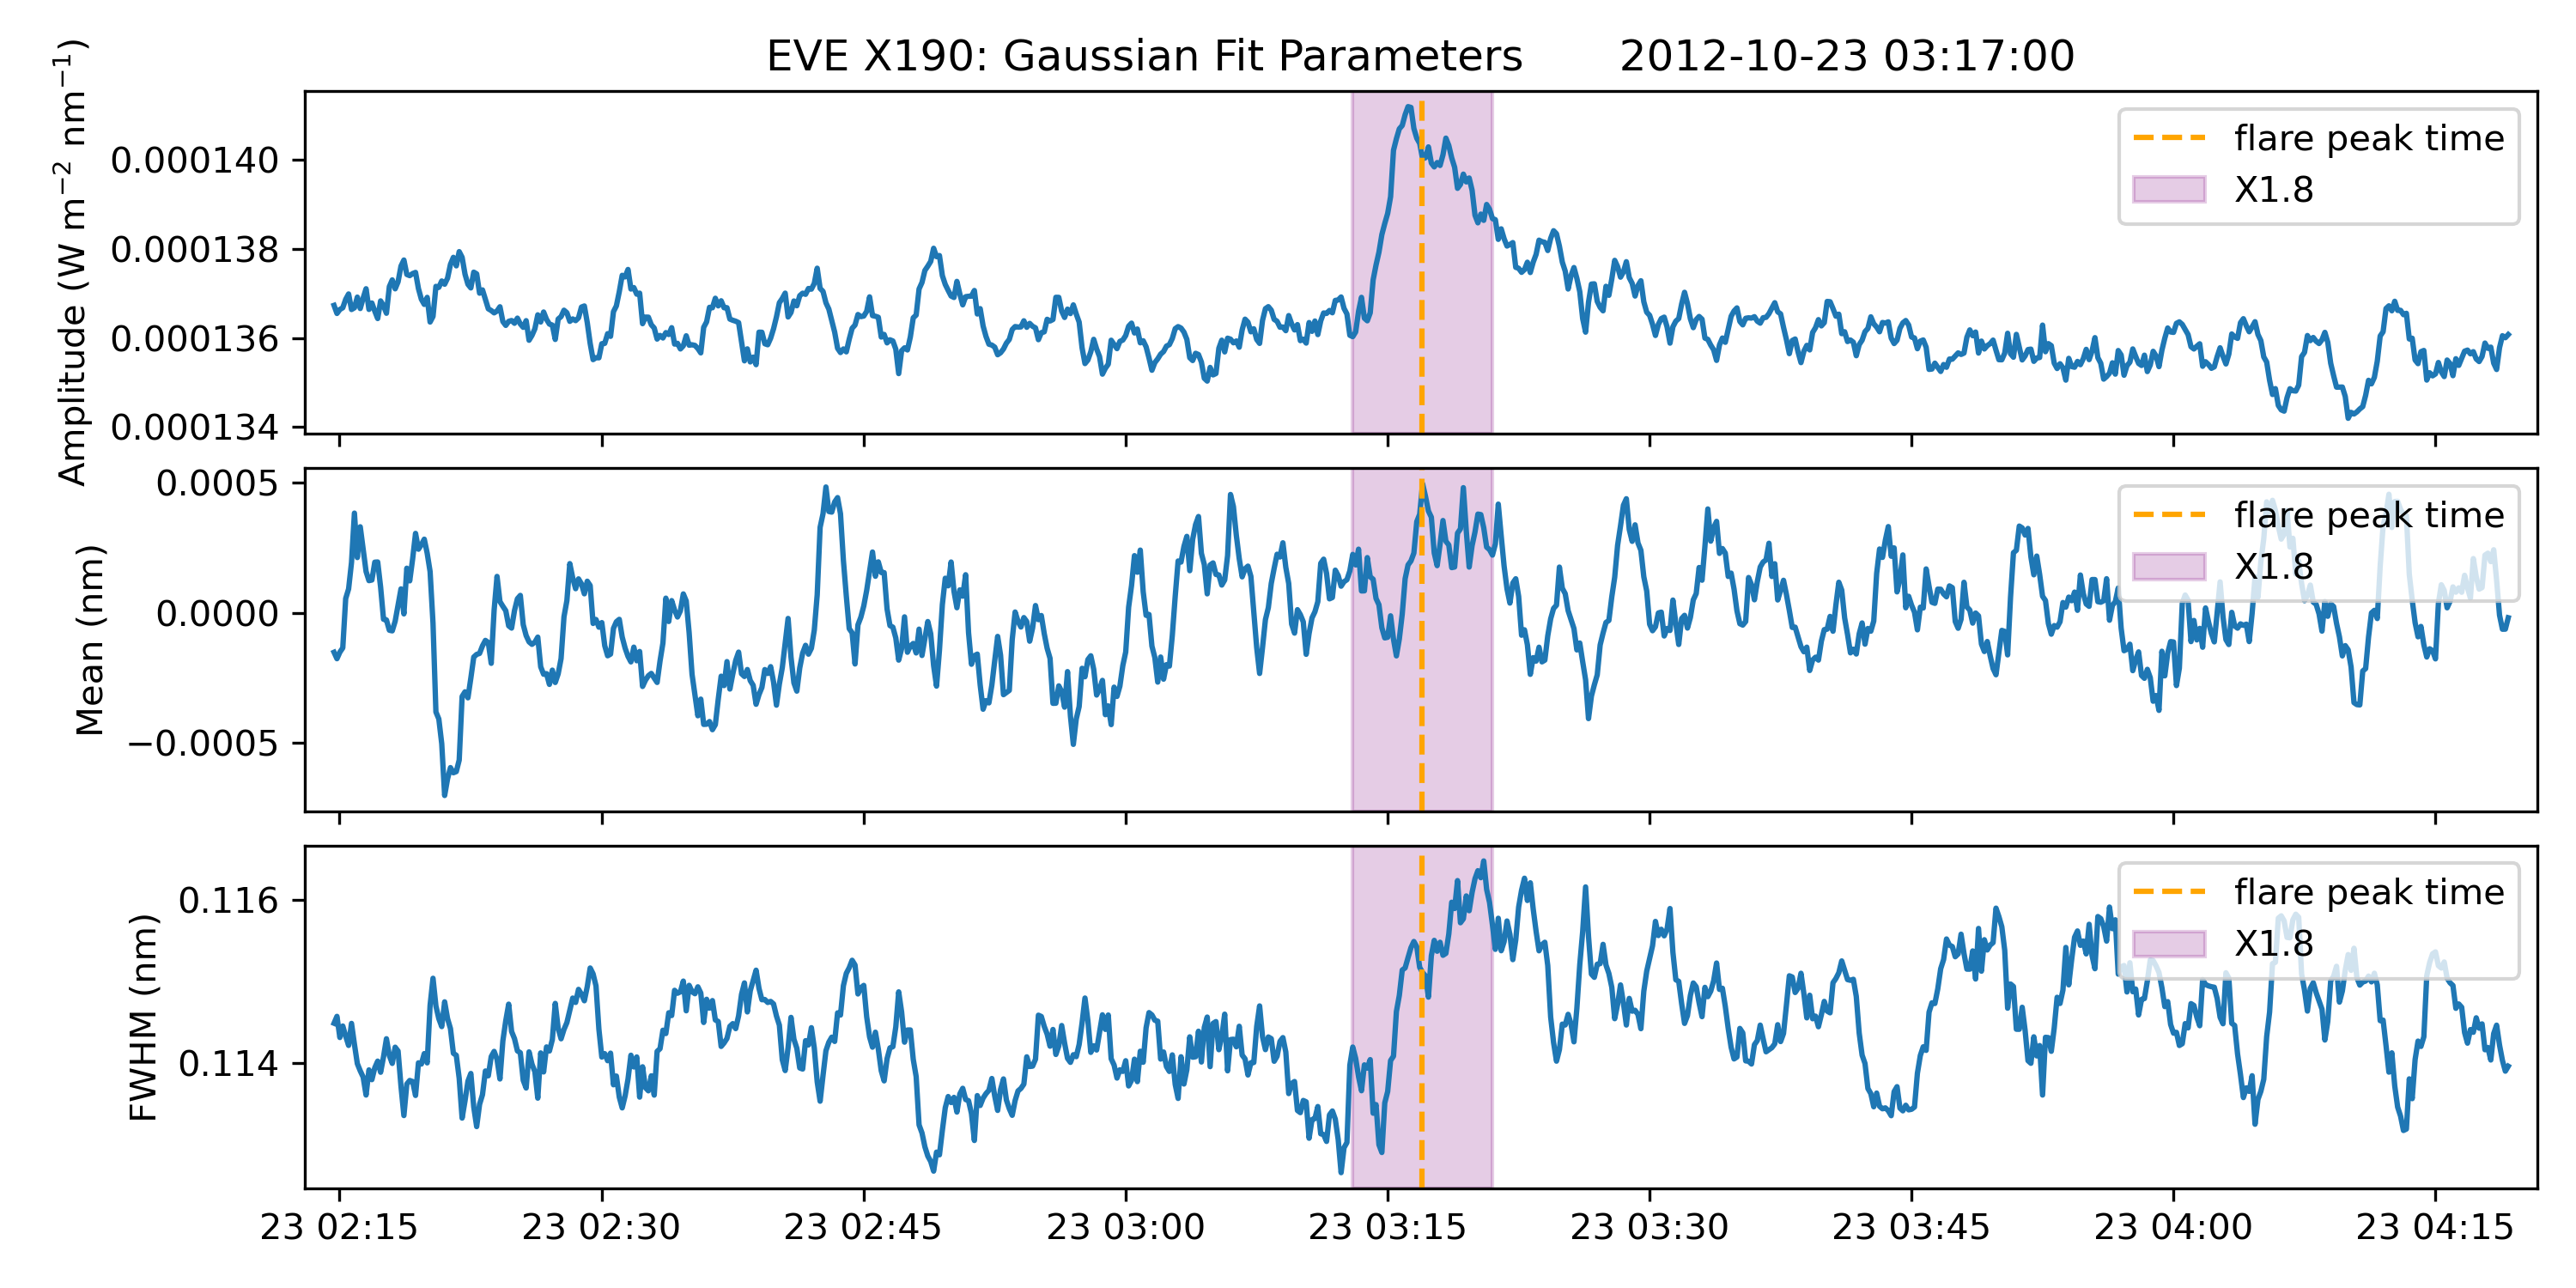 EVE X190: Gaussian Fit Parameters 2012-10-23 03:17:00
Amplitude (W m⁻² nm⁻¹)
0.000140
0.000138
0.000136
0.000134
flare peak time
X1.8
Mean (nm)
0.0005
0.0000
−0.0005
flare peak time
X1.8
FWHM (nm)
0.116
0.114
flare peak time
X1.8
23 02:15 23 02:30 23 02:45 23 03:00 23 03:15 23 03:30 23 03:45 23 04:00 23 04:15